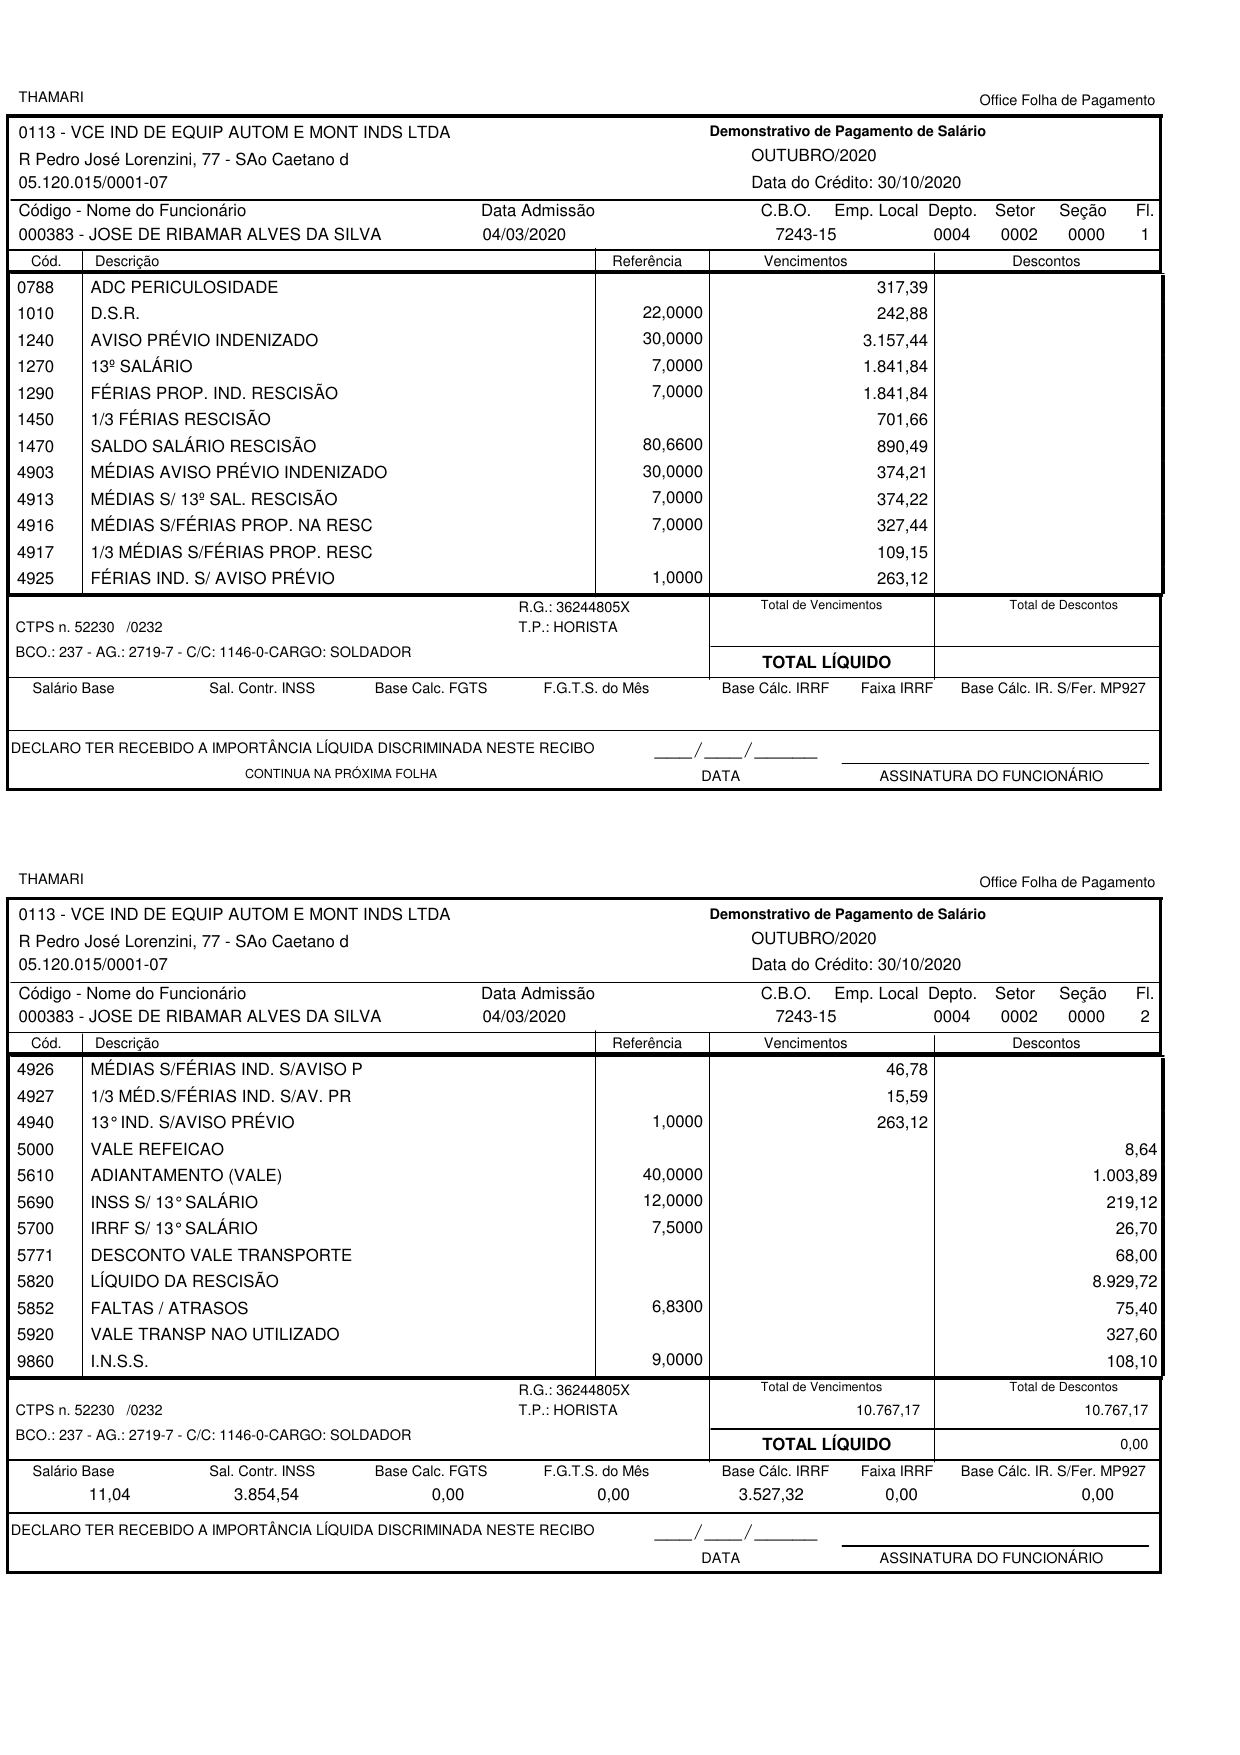 THAMARI
Office Folha de Pagamento
0113 - VCE IND DE EQUIP AUTOM E MONT INDS LTDA Demonstrativo de Pagamento de Salário
R Pedro José Lorenzini, 77 - SAo Caetano d OUTUBRO/2020
05.120.015/0001-07 Data do Crédito: 30/10/2020
Código - Nome do Funcionário Data Admissão C.B.O. Emp. Local Depto. Setor Seção Fl.
000383 - JOSE DE RIBAMAR ALVES DA SILVA 04/03/2020 7243-15 0004 0002 0000 1
Cód. Descrição Referência Vencimentos Descontos
0788 ADC PERICULOSIDADE 317,39
1010 D.S.R. 22,0000 242,88
1240 AVISO PRÉVIO INDENIZADO 30,0000 3.157,44
1270 13º SALÁRIO 7,0000 1.841,84
1290 FÉRIAS PROP. IND. RESCISÃO 7,0000 1.841,84
1450 1/3 FÉRIAS RESCISÃO 701,66
1470 SALDO SALÁRIO RESCISÃO 80,6600 890,49
4903 MÉDIAS AVISO PRÉVIO INDENIZADO 30,0000 374,21
4913 MÉDIAS S/ 13º SAL. RESCISÃO 7,0000 374,22
4916 MÉDIAS S/FÉRIAS PROP. NA RESC 7,0000 327,44
4917 1/3 MÉDIAS S/FÉRIAS PROP. RESC 109,15
4925 FÉRIAS IND. S/ AVISO PRÉVIO 1,0000 263,12
R.G.: 36244805X Total de Vencimentos Total de Descontos
CTPS n. 52230 /0232 T.P.: HORISTA
BCO.: 237 - AG.: 2719-7 - C/C: 1146-0-CARGO: SOLDADOR
TOTAL LÍQUIDO
Salário Base Sal. Contr. INSS Base Calc. FGTS F.G.T.S. do Mês Base Cálc. IRRF Faixa IRRF Base Cálc. IR. S/Fer. MP927
DECLARO TER RECEBIDO A IMPORTÂNCIA LÍQUIDA DISCRIMINADA NESTE RECIBO ____/____/______
CONTINUA NA PRÓXIMA FOLHA DATA ASSINATURA DO FUNCIONÁRIO
THAMARI
Office Folha de Pagamento
0113 - VCE IND DE EQUIP AUTOM E MONT INDS LTDA Demonstrativo de Pagamento de Salário
R Pedro José Lorenzini, 77 - SAo Caetano d OUTUBRO/2020
05.120.015/0001-07 Data do Crédito: 30/10/2020
Código - Nome do Funcionário Data Admissão C.B.O. Emp. Local Depto. Setor Seção Fl.
000383 - JOSE DE RIBAMAR ALVES DA SILVA 04/03/2020 7243-15 0004 0002 0000 2
Cód. Descrição Referência Vencimentos Descontos
4926 MÉDIAS S/FÉRIAS IND. S/AVISO P 46,78
4927 1/3 MÉD.S/FÉRIAS IND. S/AV. PR 15,59
4940 13° IND. S/AVISO PRÉVIO 1,0000 263,12
5000 VALE REFEICAO 8,64
5610 ADIANTAMENTO (VALE) 40,0000 1.003,89
5690 INSS S/ 13° SALÁRIO 12,0000 219,12
5700 IRRF S/ 13° SALÁRIO 7,5000 26,70
5771 DESCONTO VALE TRANSPORTE 68,00
5820 LÍQUIDO DA RESCISÃO 8.929,72
5852 FALTAS / ATRASOS 6,8300 75,40
5920 VALE TRANSP NAO UTILIZADO 327,60
9860 I.N.S.S. 9,0000 108,10
R.G.: 36244805X Total de Vencimentos Total de Descontos
CTPS n. 52230 /0232 T.P.: HORISTA 10.767,17 10.767,17
BCO.: 237 - AG.: 2719-7 - C/C: 1146-0-CARGO: SOLDADOR
TOTAL LÍQUIDO 0,00
Salário Base Sal. Contr. INSS Base Calc. FGTS F.G.T.S. do Mês Base Cálc. IRRF Faixa IRRF Base Cálc. IR. S/Fer. MP927
11,04 3.854,54 0,00 0,00 3.527,32 0,00 0,00
DECLARO TER RECEBIDO A IMPORTÂNCIA LÍQUIDA DISCRIMINADA NESTE RECIBO ____/____/______
DATA ASSINATURA DO FUNCIONÁRIO